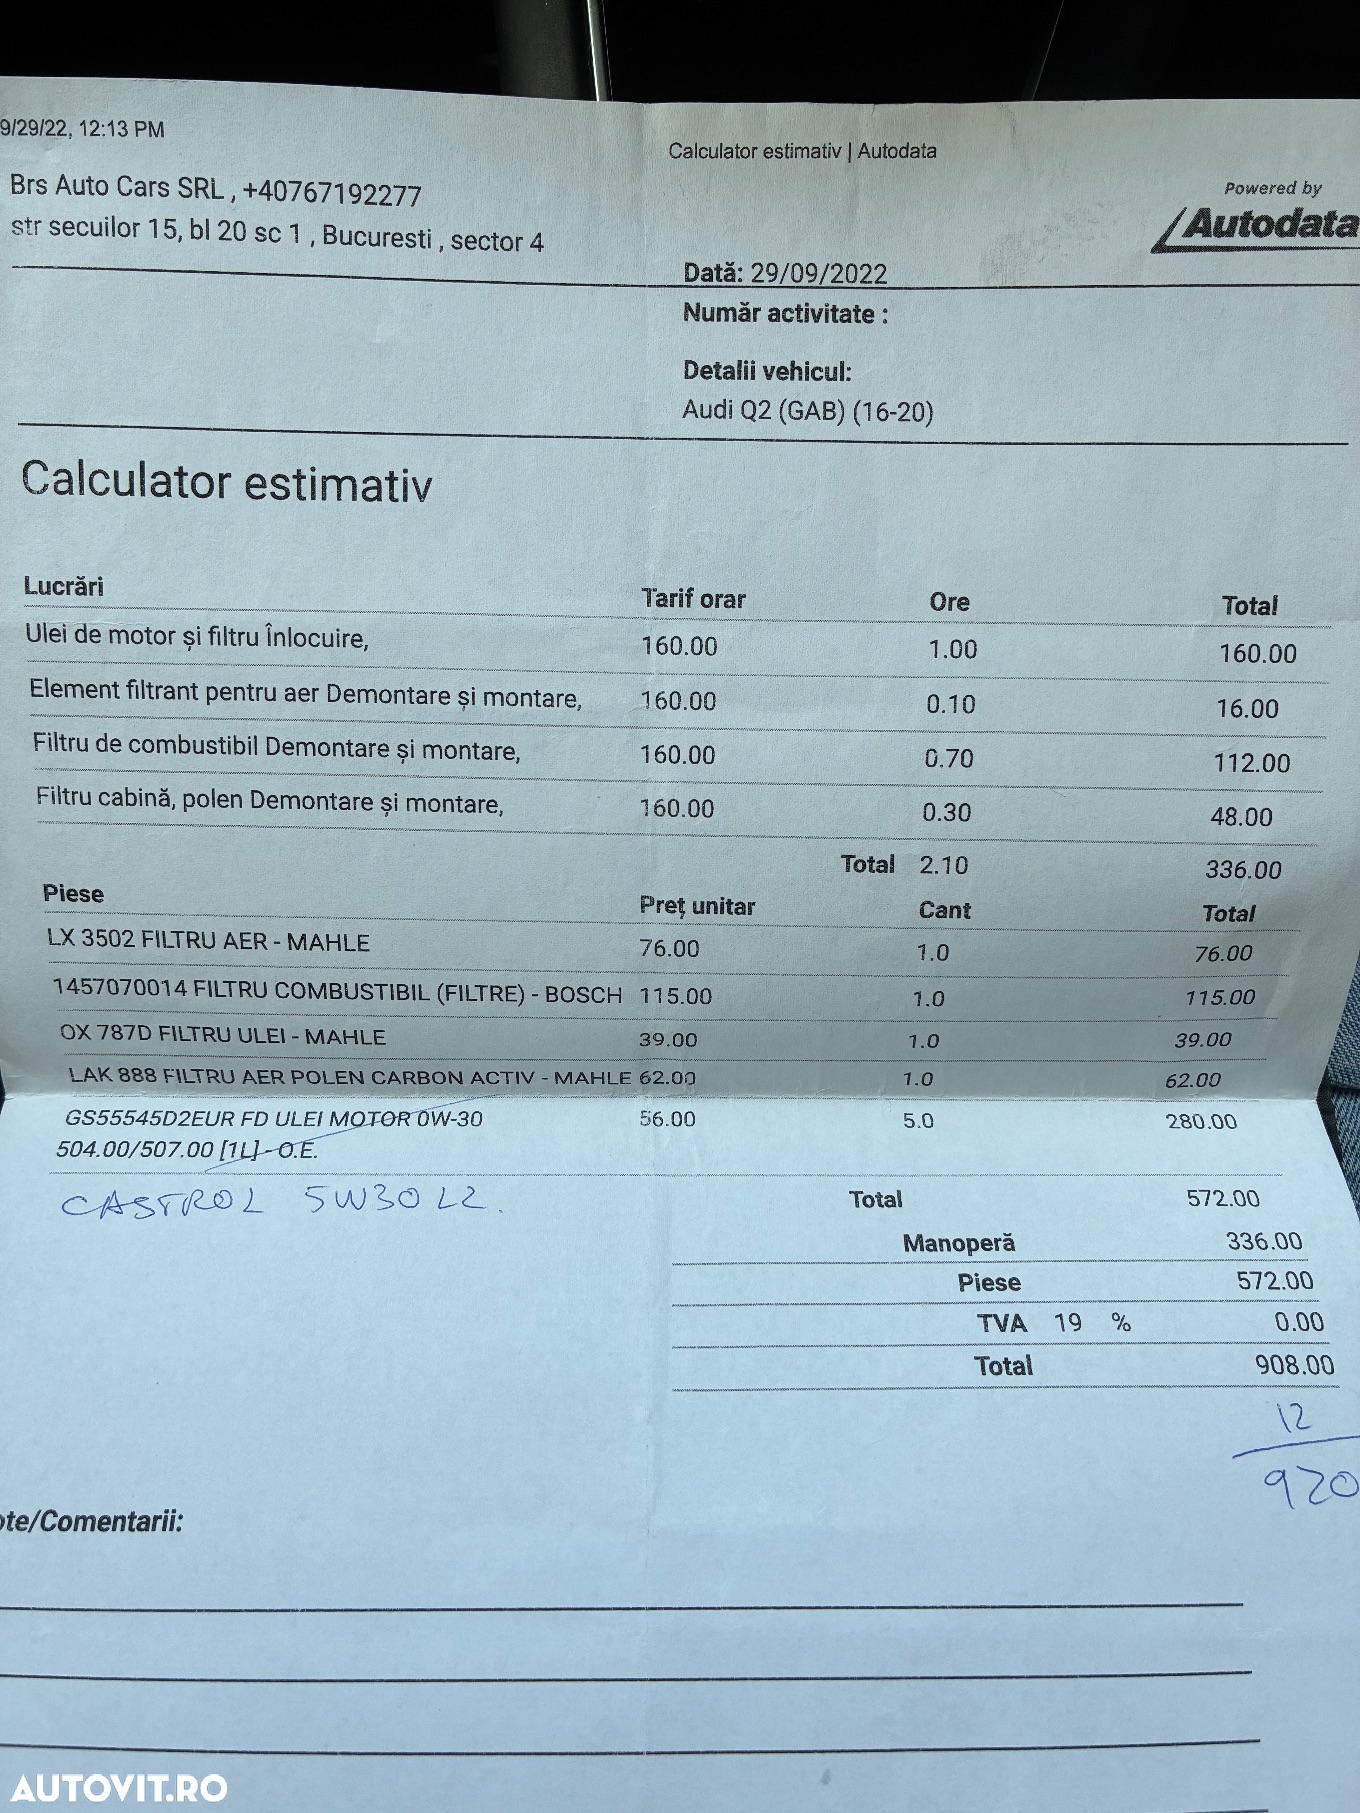 9/29/22, 12:13 PM
Calculator estimativ | Autodata
Brs Auto Cars SRL , +40767192277
str secuilor 15, bl 20 sc 1 , Bucuresti , sector 4
Powered by
Autodata
Dată: 29/09/2022
Număr activitate :
Detalii vehicul:
Audi Q2 (GAB) (16-20)
Calculator estimativ
Lucrări Tarif orar Ore Total
Ulei de motor și filtru Înlocuire, 160.00 1.00 160.00
Element filtrant pentru aer Demontare și montare, 160.00 0.10 16.00
Filtru de combustibil Demontare și montare, 160.00 0.70 112.00
Filtru cabină, polen Demontare și montare, 160.00 0.30 48.00
Total 2.10 336.00
Piese Preț unitar Cant Total
LX 3502 FILTRU AER - MAHLE 76.00 1.0 76.00
1457070014 FILTRU COMBUSTIBIL (FILTRE) - BOSCH 115.00 1.0 115.00
OX 787D FILTRU ULEI - MAHLE 39.00 1.0 39.00
LAK 888 FILTRU AER POLEN CARBON ACTIV - MAHLE 62.00 1.0 62.00
GS55545D2EUR FD ULEI MOTOR 0W-30 56.00 5.0 280.00
504.00/507.00 [1L] - O.E.
CASTROL 5W30 LL. Total 572.00
Manoperă 336.00
Piese 572.00
TVA 19 % 0.00
Total 908.00
12
920
ote/Comentarii:
AUTOVIT.RO